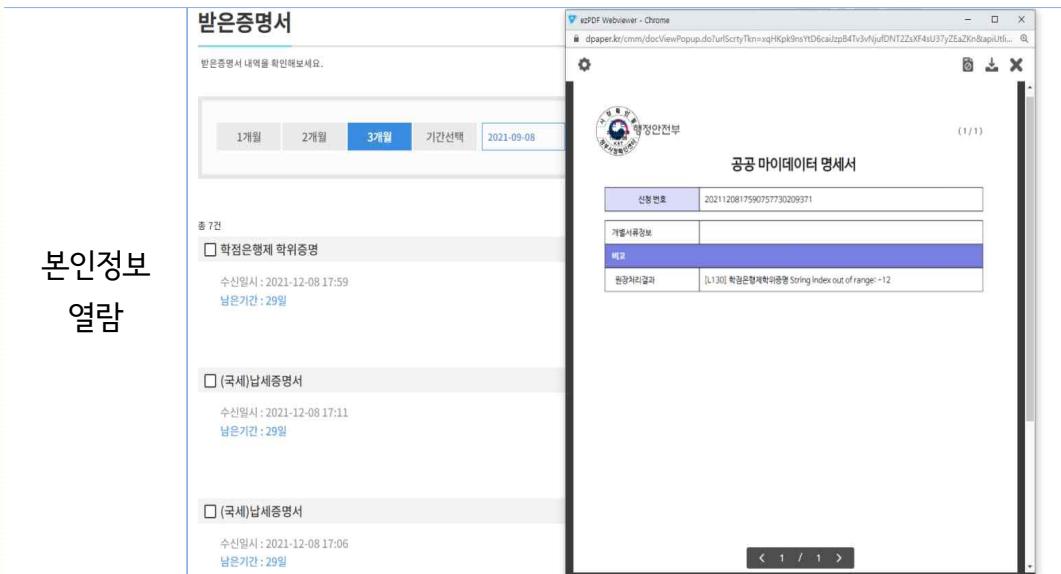 본인정보
열람
받은증명서
받은증명서 내역을 확인해보세요.
1개월 2개월 3개월 기간선택 2021-09-08
총 7건
학점은행제 학위증명
수신일시 : 2021-12-08 17:59
남은기간 : 29일
(국세)납세증명서
수신일시 : 2021-12-08 17:11
남은기간 : 29일
(국세)납세증명서
수신일시 : 2021-12-08 17:06
남은기간 : 29일
ezPDF Webviewer - Chrome
행정안전부
(1/1)
공공 마이데이터 명세서
신청 번호 2021120817590757730209371
개별서류정보
비고
원장처리결과 [L130] 학점은행제학위증명 String index out of range: -12
1 / 1